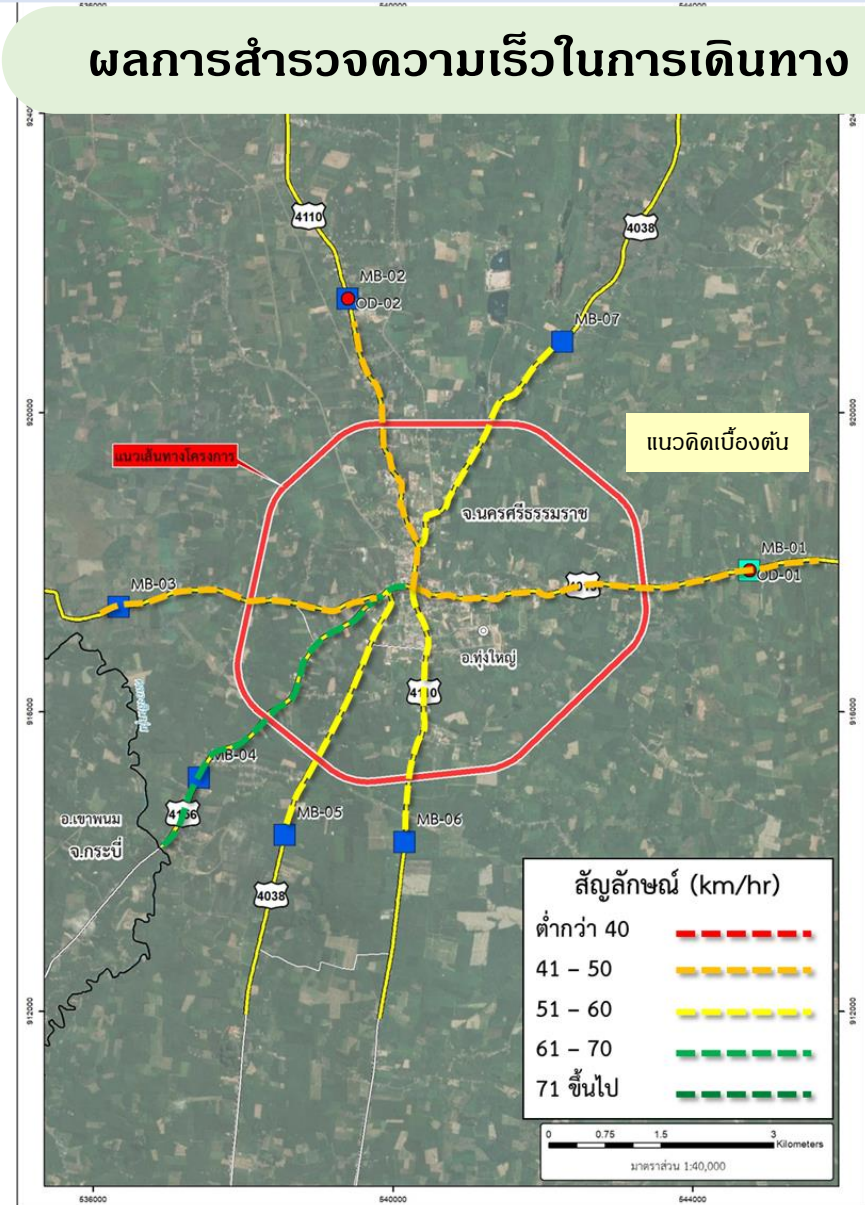 ผลการสำรวจความเร็วในการเดินทาง
4110
4038
MB-02
OD-02
MB-07
920000
920000
แนวคิดเบื้องต้น
แนวเส้นทางโครงการ
จ.นครศรีธรรมราช
MB-01
OD-01
MB-03
อ.ทุ่งใหญ่
4110
916000
916000
MB-04
4156
อ.เขาพนม
จ.กระบี่
MB-05
MB-06
4038
สัญลักษณ์ (km/hr)
ต่ำกว่า 40
41 – 50
51 – 60
61 – 70
71 ขึ้นไป
912000
912000
0 0.75 1.5 3
Kilometers
มาตราส่วน 1:40,000
536000 540000 544000